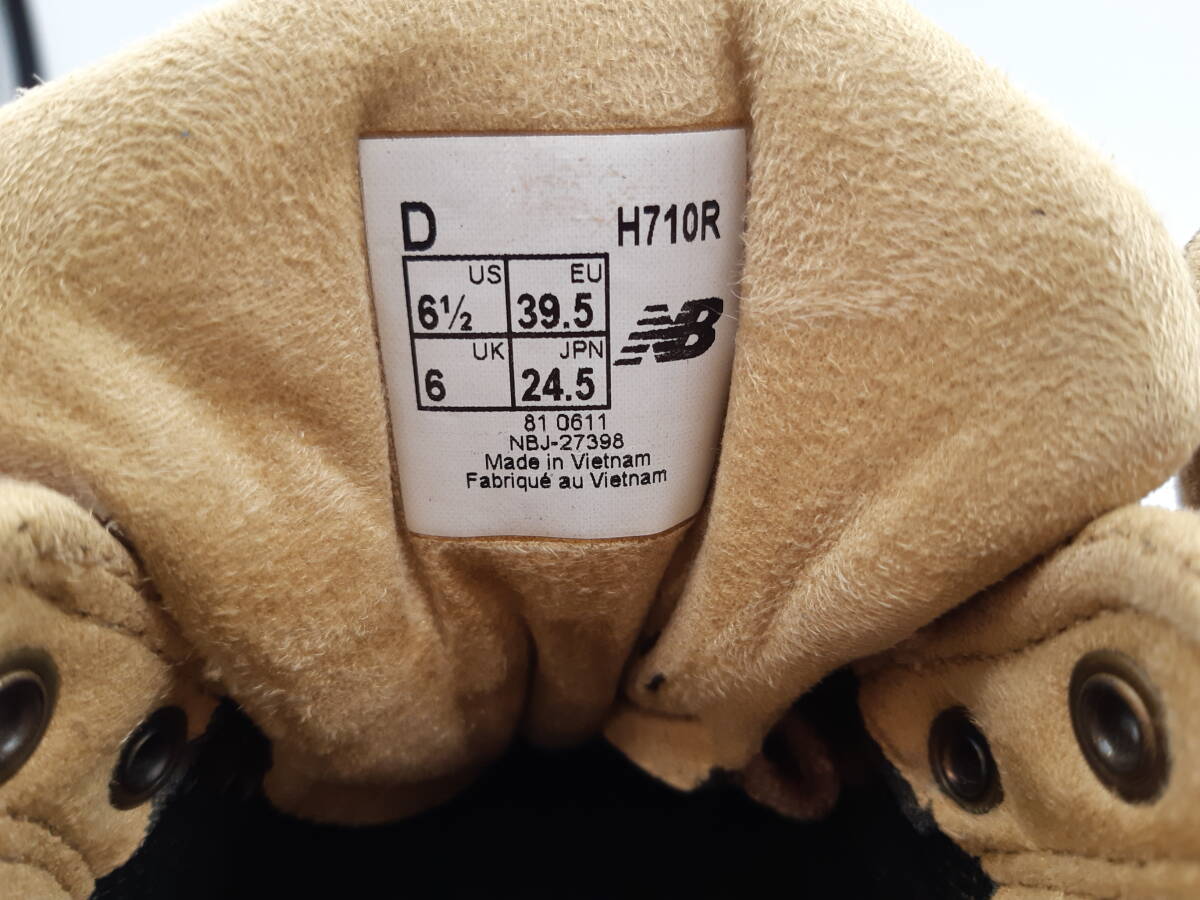 D H710R
US EU
6½ 39.5
UK JPN
6 24.5
NB
81 0611
NBJ-27398
Made in Vietnam
Fabriqué au Vietnam